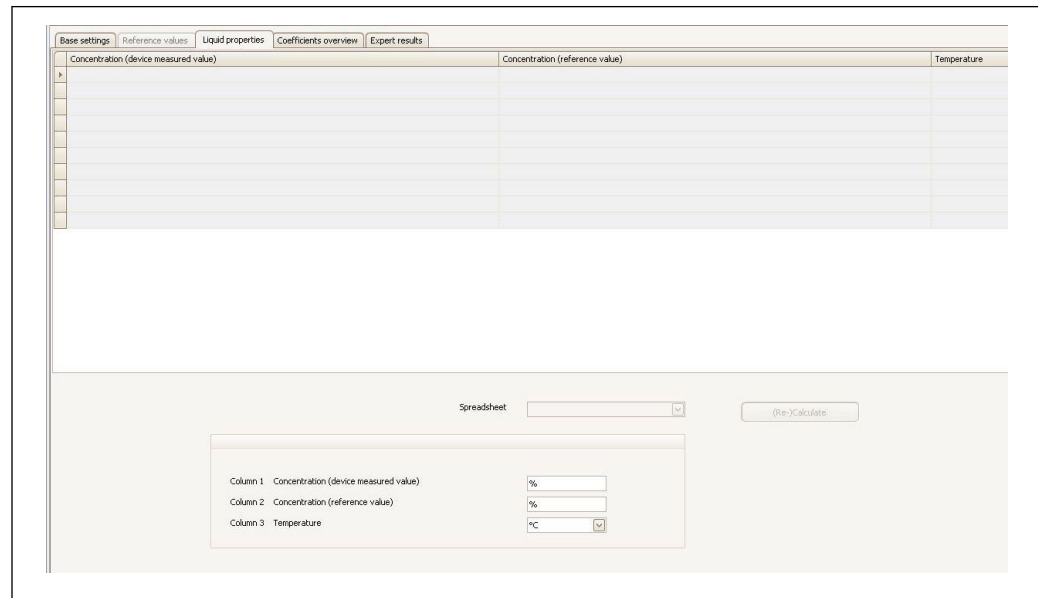 Base settings Reference values Liquid properties Coefficients overview Expert results
Concentration (device measured value) Concentration (reference value) Temperature
Spreadsheet (Re-)Calculate
Column 1 Concentration (device measured value) %
Column 2 Concentration (reference value) %
Column 3 Temperature °C